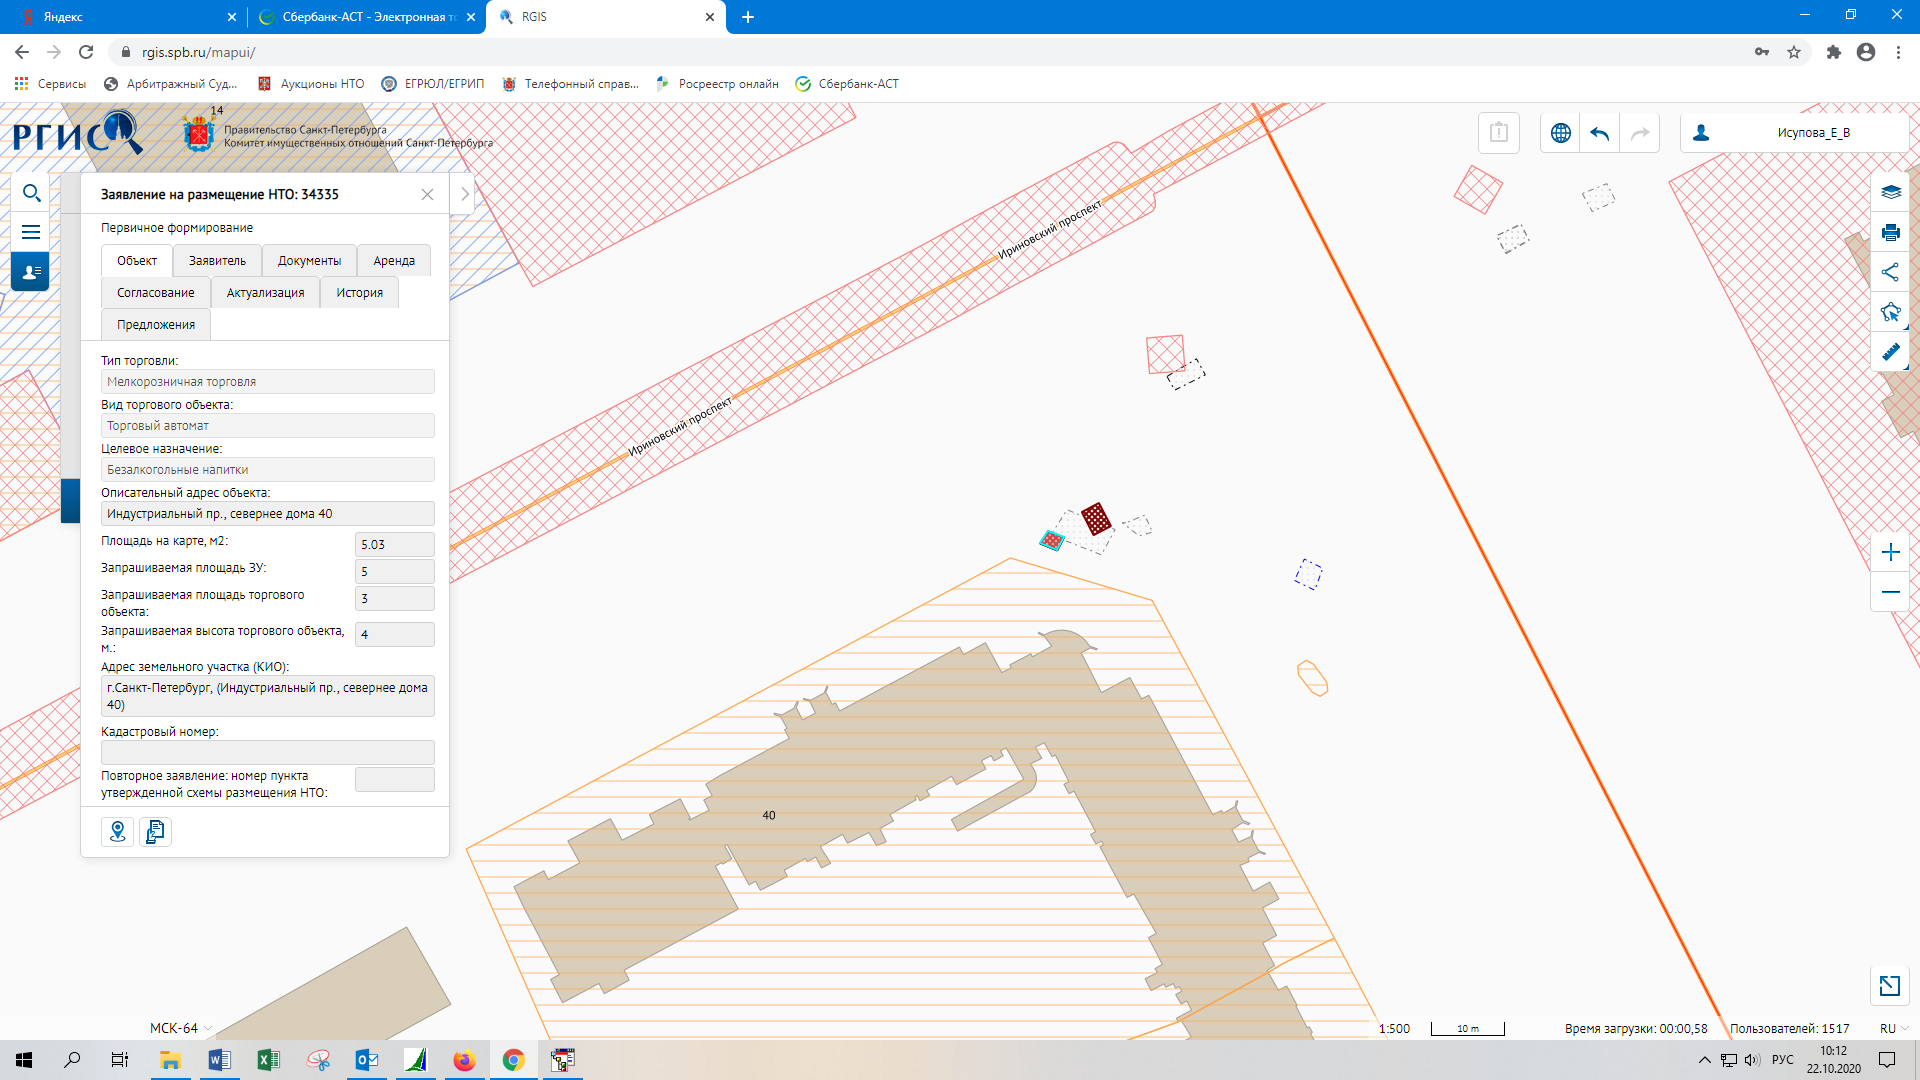 Яндекс
Сбербанк-АСТ - Электронная т
RGIS
rgis.spb.ru/mapui/
Сервисы
Арбитражный Суд...
Аукционы НТО
ЕГРЮЛ/ЕГРИП
Телефонный справ...
Росреестр онлайн
Сбербанк-АСТ
14
РГИС
Правительство Санкт-Петербурга
Комитет имущественных отношений Санкт-Петербурга
Исупова_Е_В
Заявление на размещение НТО: 34335
Первичное формирование
Объект
Заявитель
Документы
Аренда
Согласование
Актуализация
История
Предложения
Тип торговли:
Мелкорозничная торговля
Вид торгового объекта:
Торговый автомат
Целевое назначение:
Безалкогольные напитки
Описательный адрес объекта:
Индустриальный пр., севернее дома 40
Площадь на карте, м2:
5.03
Запрашиваемая площадь ЗУ:
5
Запрашиваемая площадь торгового
объекта:
3
Запрашиваемая высота торгового объекта,
м.:
4
Адрес земельного участка (КИО):
г.Санкт-Петербург, (Индустриальный пр., севернее дома
40)
Кадастровый номер:
Повторное заявление: номер пункта
утвержденной схемы размещения НТО:
Ириновский проспект
Ириновский проспект
40
МСК-64
1:500
10 m
Время загрузки: 00:00,58
Пользователей: 1517
RU
РУС
10:12
22.10.2020